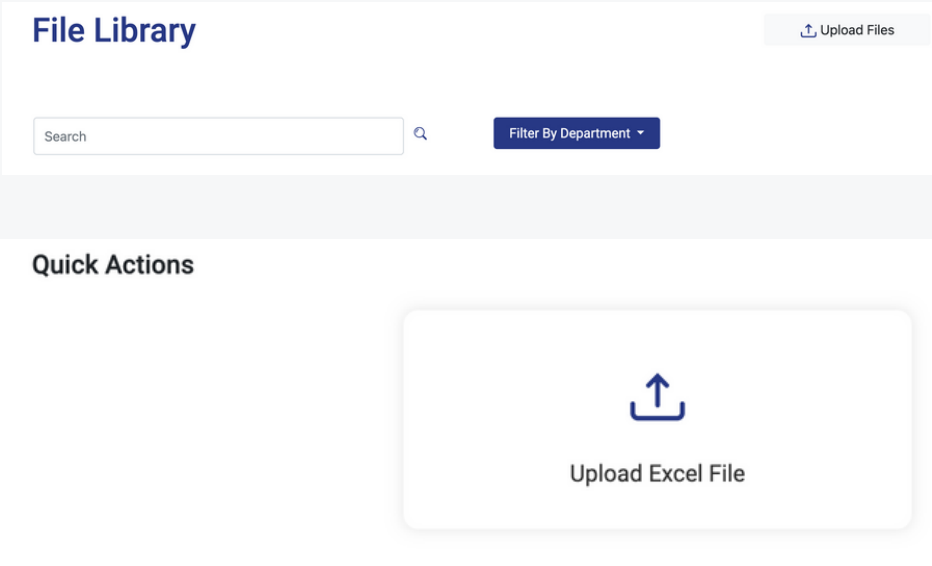 File Library
Upload Files
Search
Filter By Department
Quick Actions
Upload Excel File